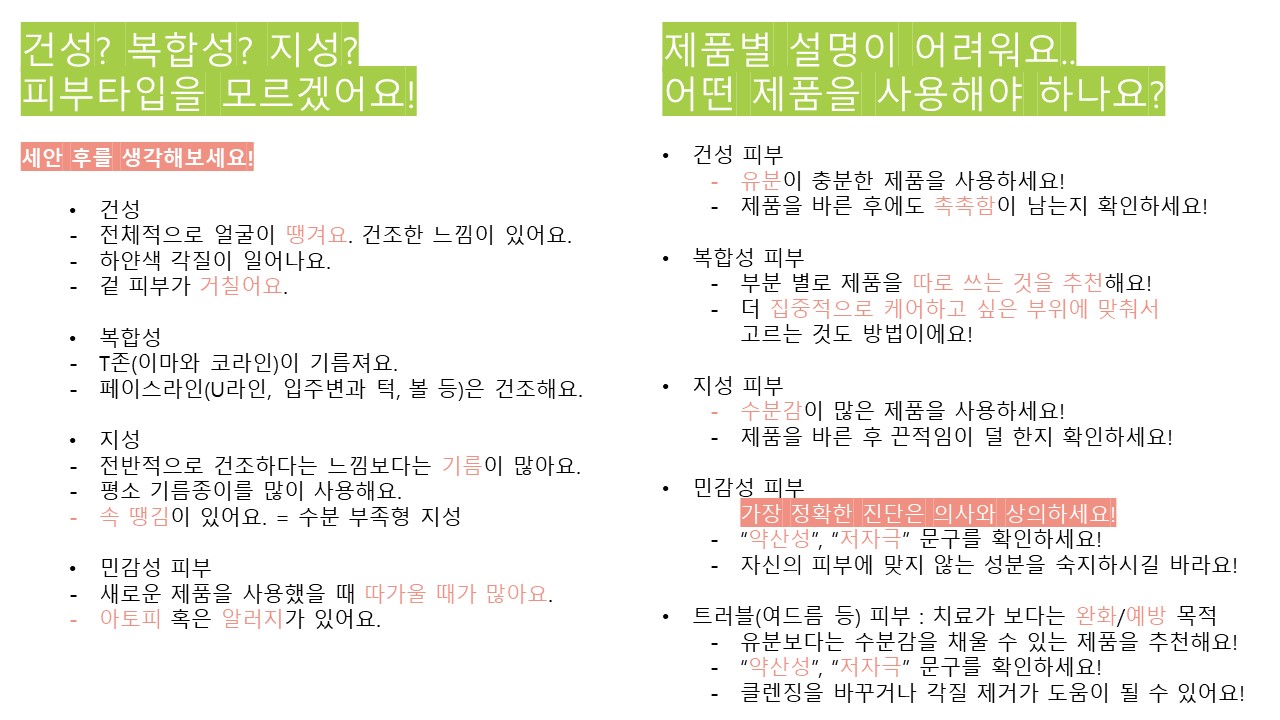 건성? 복합성? 지성?
피부타입을 모르겠어요!
세안 후를 생각해보세요!
• 건성
- 전체적으로 얼굴이 땡겨요. 건조한 느낌이 있어요.
- 하얀색 각질이 일어나요.
- 겉 피부가 거칠어요.
• 복합성
- T존(이마와 코라인)이 기름져요.
- 페이스라인(U라인, 입주변과 턱, 볼 등)은 건조해요.
• 지성
- 전반적으로 건조하다는 느낌보다는 기름이 많아요.
- 평소 기름종이를 많이 사용해요.
- 속 땡김이 있어요. = 수분 부족형 지성
• 민감성 피부
- 새로운 제품을 사용했을 때 따가울 때가 많아요.
- 아토피 혹은 알러지가 있어요.
제품별 설명이 어려워요..
어떤 제품을 사용해야 하나요?
• 건성 피부
- 유분이 충분한 제품을 사용하세요!
- 제품을 바른 후에도 촉촉함이 남는지 확인하세요!
• 복합성 피부
- 부분 별로 제품을 따로 쓰는 것을 추천해요!
- 더 집중적으로 케어하고 싶은 부위에 맞춰서
고르는 것도 방법이에요!
• 지성 피부
- 수분감이 많은 제품을 사용하세요!
- 제품을 바른 후 끈적임이 덜 한지 확인하세요!
• 민감성 피부
가장 정확한 진단은 의사와 상의하세요!
- “약산성”, “저자극” 문구를 확인하세요!
- 자신의 피부에 맞지 않는 성분을 숙지하시길 바라요!
• 트러블(여드름 등) 피부 : 치료가 보다는 완화/예방 목적
- 유분보다는 수분감을 채울 수 있는 제품을 추천해요!
- “약산성”, “저자극” 문구를 확인하세요!
- 클렌징을 바꾸거나 각질 제거가 도움이 될 수 있어요!